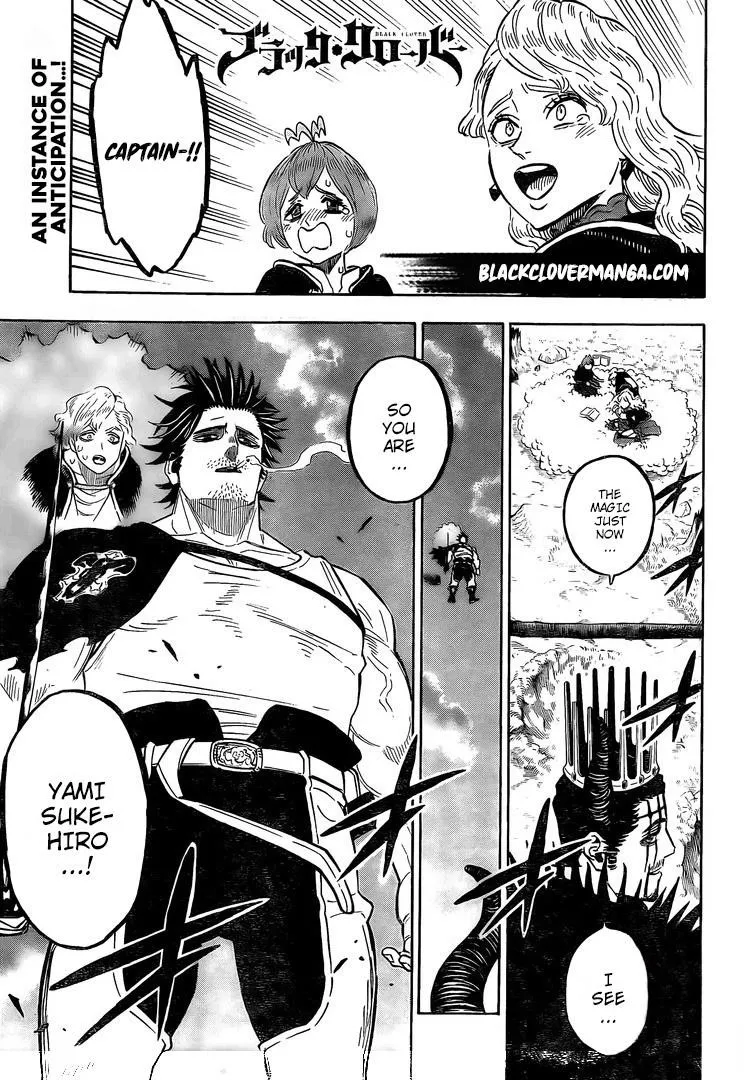 AN INSTANCE OF
ANTICIPATION...!
ブラック・クローバー
BLACK CLOVER
CAPTAIN-!!
BLACKCLOVERMANGA.COM
THE
MAGIC
JUST
NOW
...
I
SEE
...
SO
YOU
ARE
...
YAMI
SUKE-
HIRO
...!